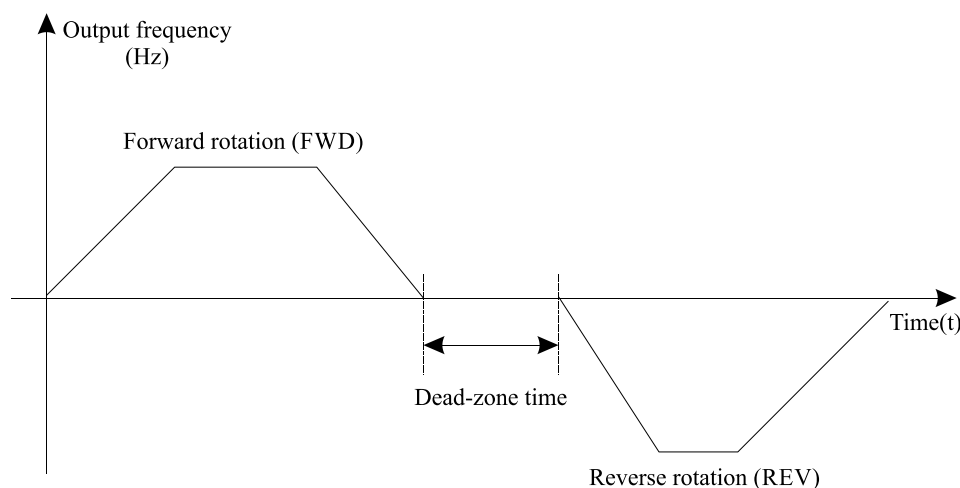 Output frequency
(Hz)
Forward rotation (FWD)
Time(t)
Dead-zone time
Reverse rotation (REV)